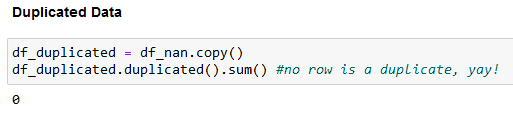 Duplicated Data
df_duplicated = df_nan.copy()
df_duplicated.duplicated().sum() #no row is a duplicate, yay!
0